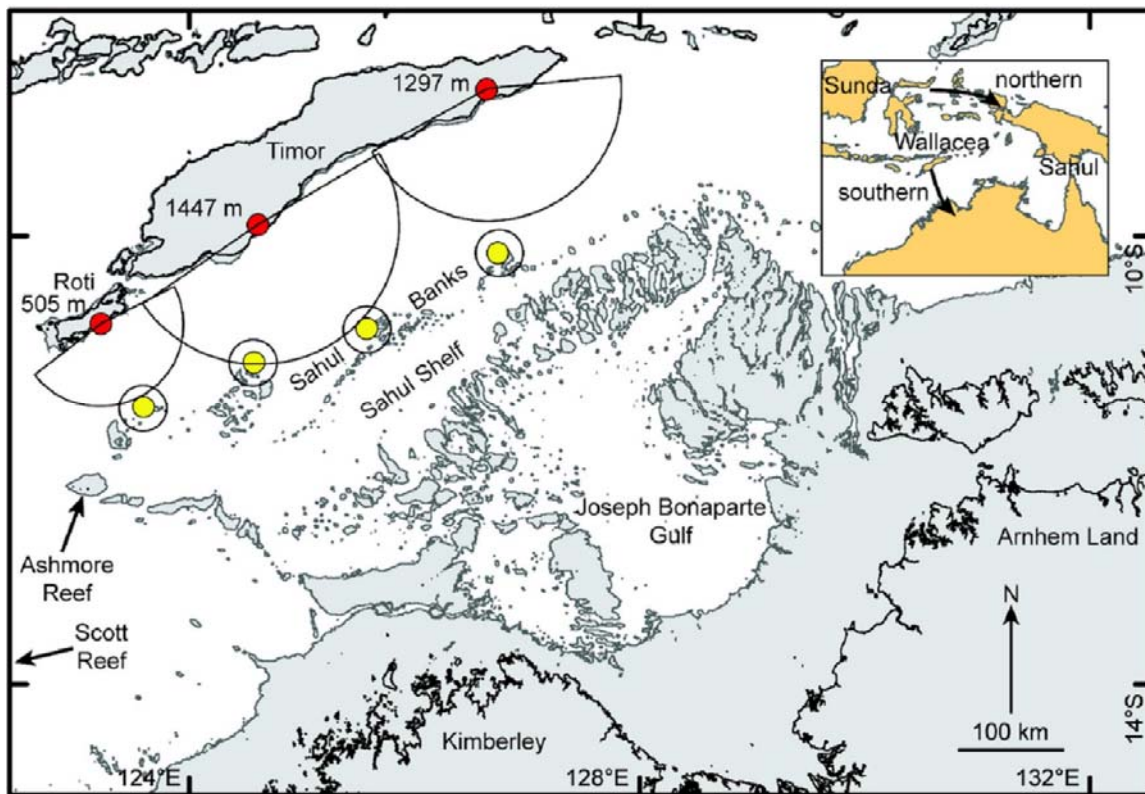 1297 m
Timor
1447 m
Roti
505 m
Sahul Banks
Sahul Shelf
Sunda
northern
Wallacea
Sahul
southern
10°S
Joseph Bonaparte
Gulf
Arnhem Land
Ashmore
Reef
Scott
Reef
N
100 km
14°S
Kimberley
124°E
128°E
132°E